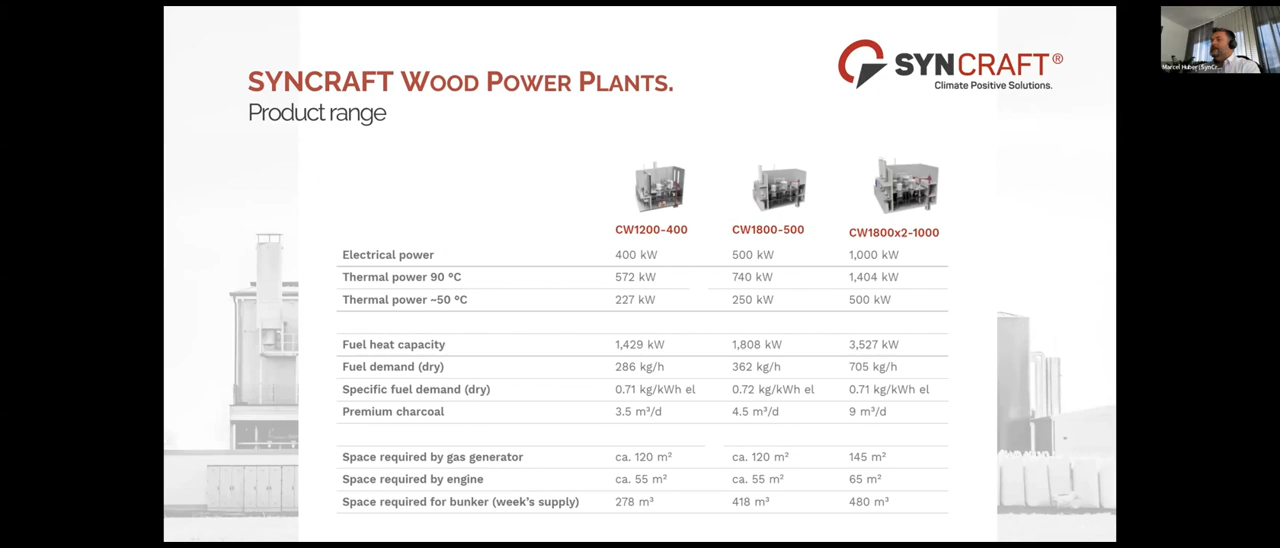 SYNCRAFT WOOD POWER PLANTS.
Product range
SYNCRAFT®
Climate Positive Solutions.
Marcel Huber (SynCr...
CW1200-400 CW1800-500 CW1800x2-1000
Electrical power 400 kW 500 kW 1,000 kW
Thermal power 90 °C 572 kW 740 kW 1,404 kW
Thermal power ~50 °C 227 kW 250 kW 500 kW
Fuel heat capacity 1,429 kW 1,808 kW 3,527 kW
Fuel demand (dry) 286 kg/h 362 kg/h 705 kg/h
Specific fuel demand (dry) 0.71 kg/kWh el 0.72 kg/kWh el 0.71 kg/kWh el
Premium charcoal 3.5 m³/d 4.5 m³/d 9 m³/d
Space required by gas generator ca. 120 m² ca. 120 m² 145 m²
Space required by engine ca. 55 m² ca. 55 m² 65 m²
Space required for bunker (week's supply) 278 m³ 418 m³ 480 m³